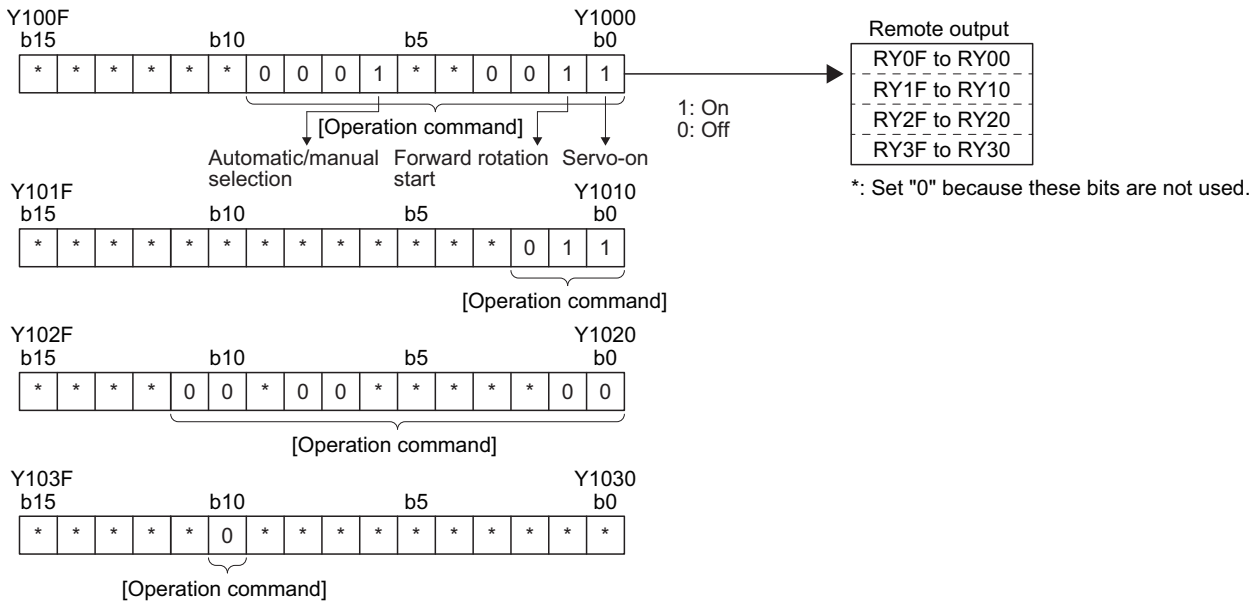 Y100F Y1000
b15 b10 b5 b0
* * * * * * 0 0 0 1 * * 0 0 1 1
[Operation command]
Automatic/manual selection
Forward rotation start
Servo-on
1: On
0: Off
Remote output
RY0F to RY00
RY1F to RY10
RY2F to RY20
RY3F to RY30
*: Set "0" because these bits are not used.
Y101F Y1010
b15 b10 b5 b0
* * * * * * * * * * * * * 0 1 1
[Operation command]
Y102F Y1020
b15 b10 b5 b0
* * * * 0 0 * 0 0 * * * * * 0 0
[Operation command]
Y103F Y1030
b15 b10 b5 b0
* * * * * 0 * * * * * * * * * *
[Operation command]